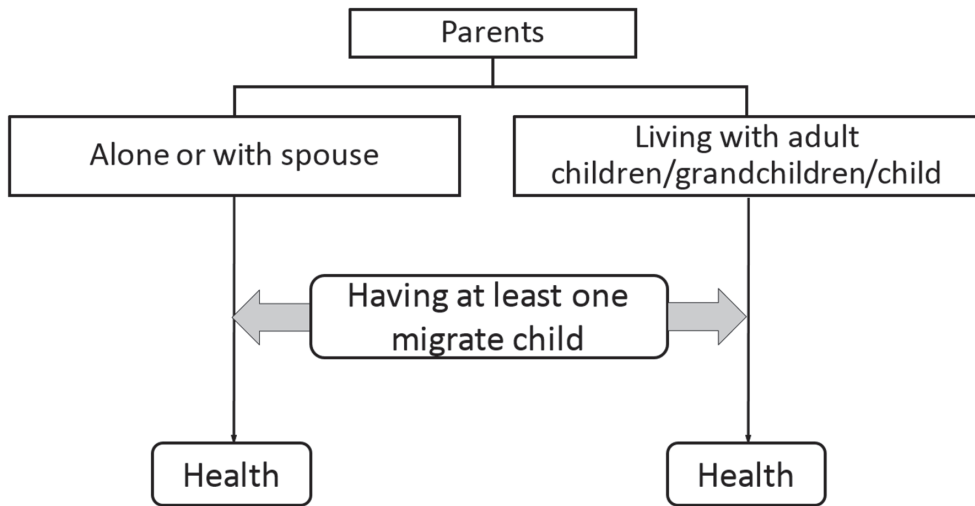 Parents
Alone or with spouse
Living with adult
children/grandchildren/child
Having at least one
migrate child
Health
Health